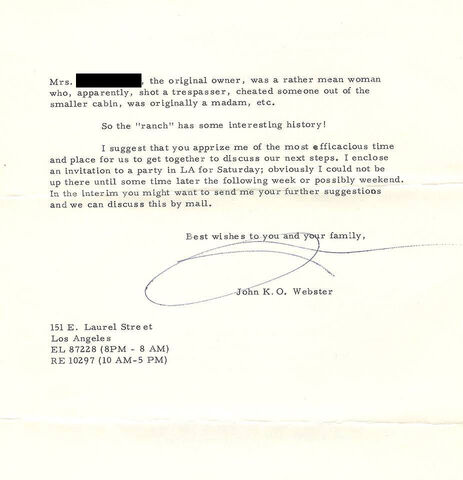 Mrs. , the original owner, was a rather mean woman
who, apparently, shot a trespasser, cheated someone out of the
smaller cabin, was originally a madam, etc.
So the "ranch" has some interesting history!
I suggest that you apprize me of the most efficacious time
and place for us to get together to discuss our next steps. I enclose
an invitation to a party in LA for Saturday; obviously I could not be
up there until some time later the following week or possibly weekend.
In the interim you might want to send me your further suggestions
and we can discuss this by mail.
Best wishes to you and your family,
John K.O. Webster
151 E. Laurel Street
Los Angeles
EL 87228 (8PM - 8 AM)
RE 10297 (10 AM-5 PM)